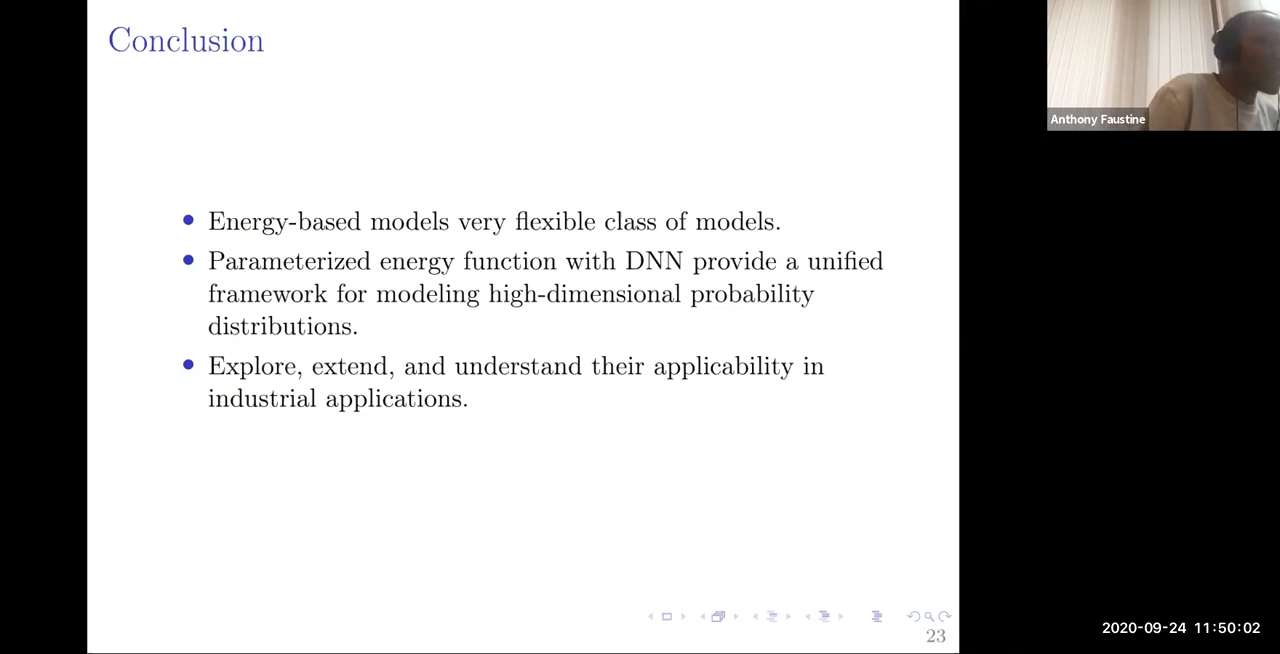 Conclusion
Anthony Faustine
• Energy-based models very flexible class of models.
• Parameterized energy function with DNN provide a unified
framework for modeling high-dimensional probability
distributions.
• Explore, extend, and understand their applicability in
industrial applications.
23
2020-09-24 11:50:02